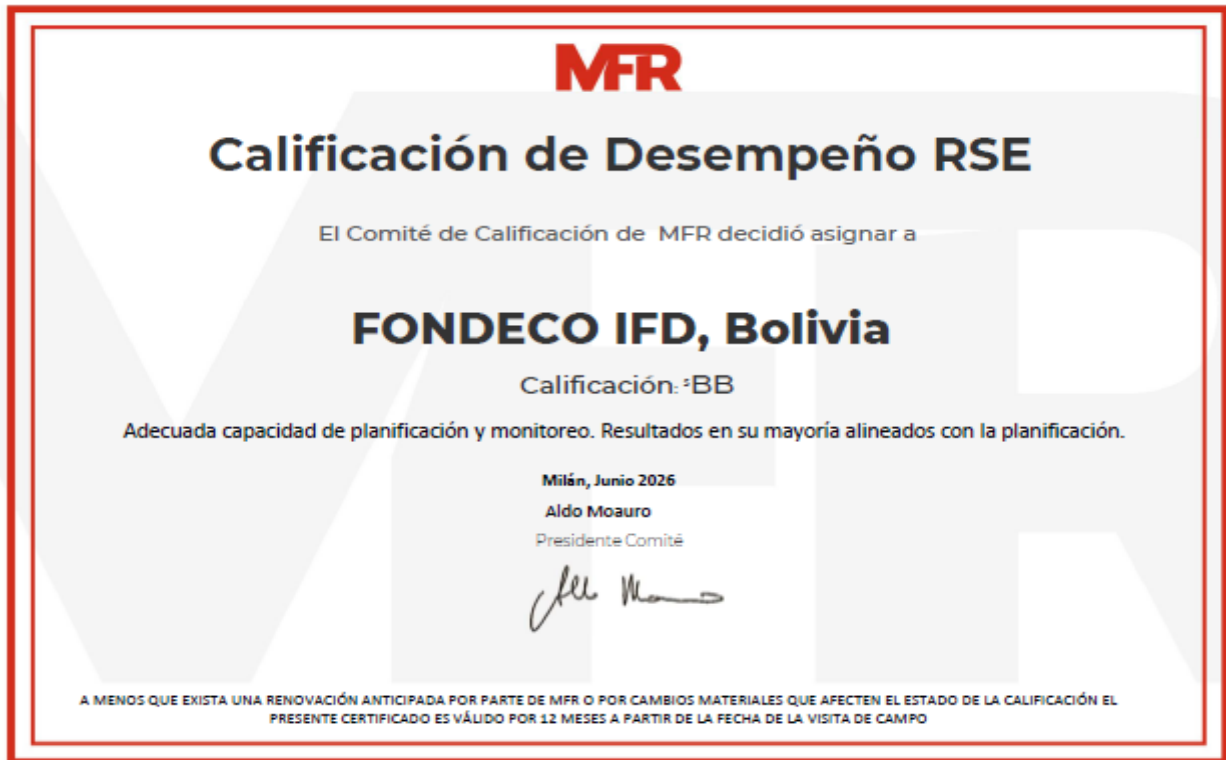 MFR
Calificación de Desempeño RSE
El Comité de Calificación de MFR decidió asignar a
FONDECO IFD, Bolivia
Calificación: sBB
Adecuada capacidad de planificación y monitoreo. Resultados en su mayoría alineados con la planificación.
Milán, Junio 2026
Aldo Moauro
Presidente Comité
A MENOS QUE EXISTA UNA RENOVACIÓN ANTICIPADA POR PARTE DE MFR O POR CAMBIOS MATERIALES QUE AFECTEN EL ESTADO DE LA CALIFICACIÓN EL
PRESENTE CERTIFICADO ES VÁLIDO POR 12 MESES A PARTIR DE LA FECHA DE LA VISITA DE CAMPO